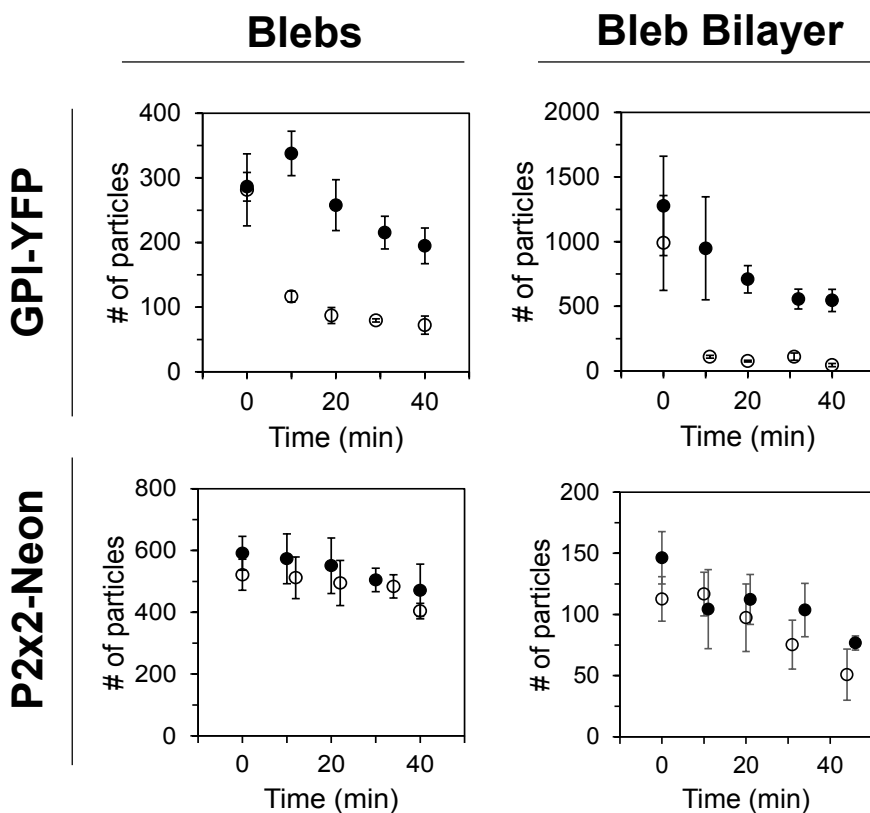 Blebs
Bleb Bilayer
GPI-YFP
# of particles
400
300
200
100
0
0 20 40
Time (min)
# of particles
2000
1500
1000
500
0
0 20 40
Time (min)
P2x2-Neon
# of particles
800
600
400
200
0
0 20 40
Time (min)
# of particles
200
150
100
50
0
0 20 40
Time (min)